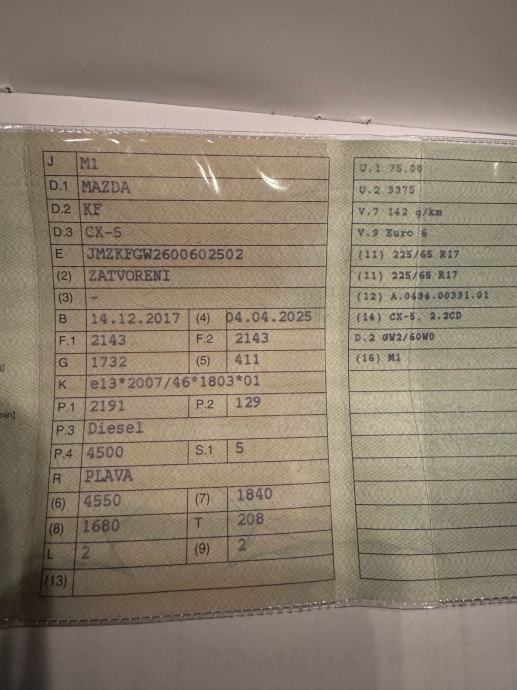 J M1
D.1 MAZDA
D.2 KF
D.3 CX-5
E JMZKFGW2600602502
(2) ZATVORENI
(3) -
B 14.12.2017 (4) 04.04.2025
F.1 2143 F.2 2143
G 1732 (5) 411
K e13*2007/46*1803*01
P.1 2191 P.2 129
P.3 Diesel
P.4 4500 S.1 5
R PLAVA
(6) 4550 (7) 1840
(8) 1680 T 208
L 2 (9) 2
(13)
U.1 75.00
U.2 3375
V.7 142 g/km
V.9 Euro 6
(11) 225/65 R17
(11) 225/65 R17
(12) A.0494.00331.01
(14) CX-5. 2.2CD
D.2 GW2/60W0
(16) M1